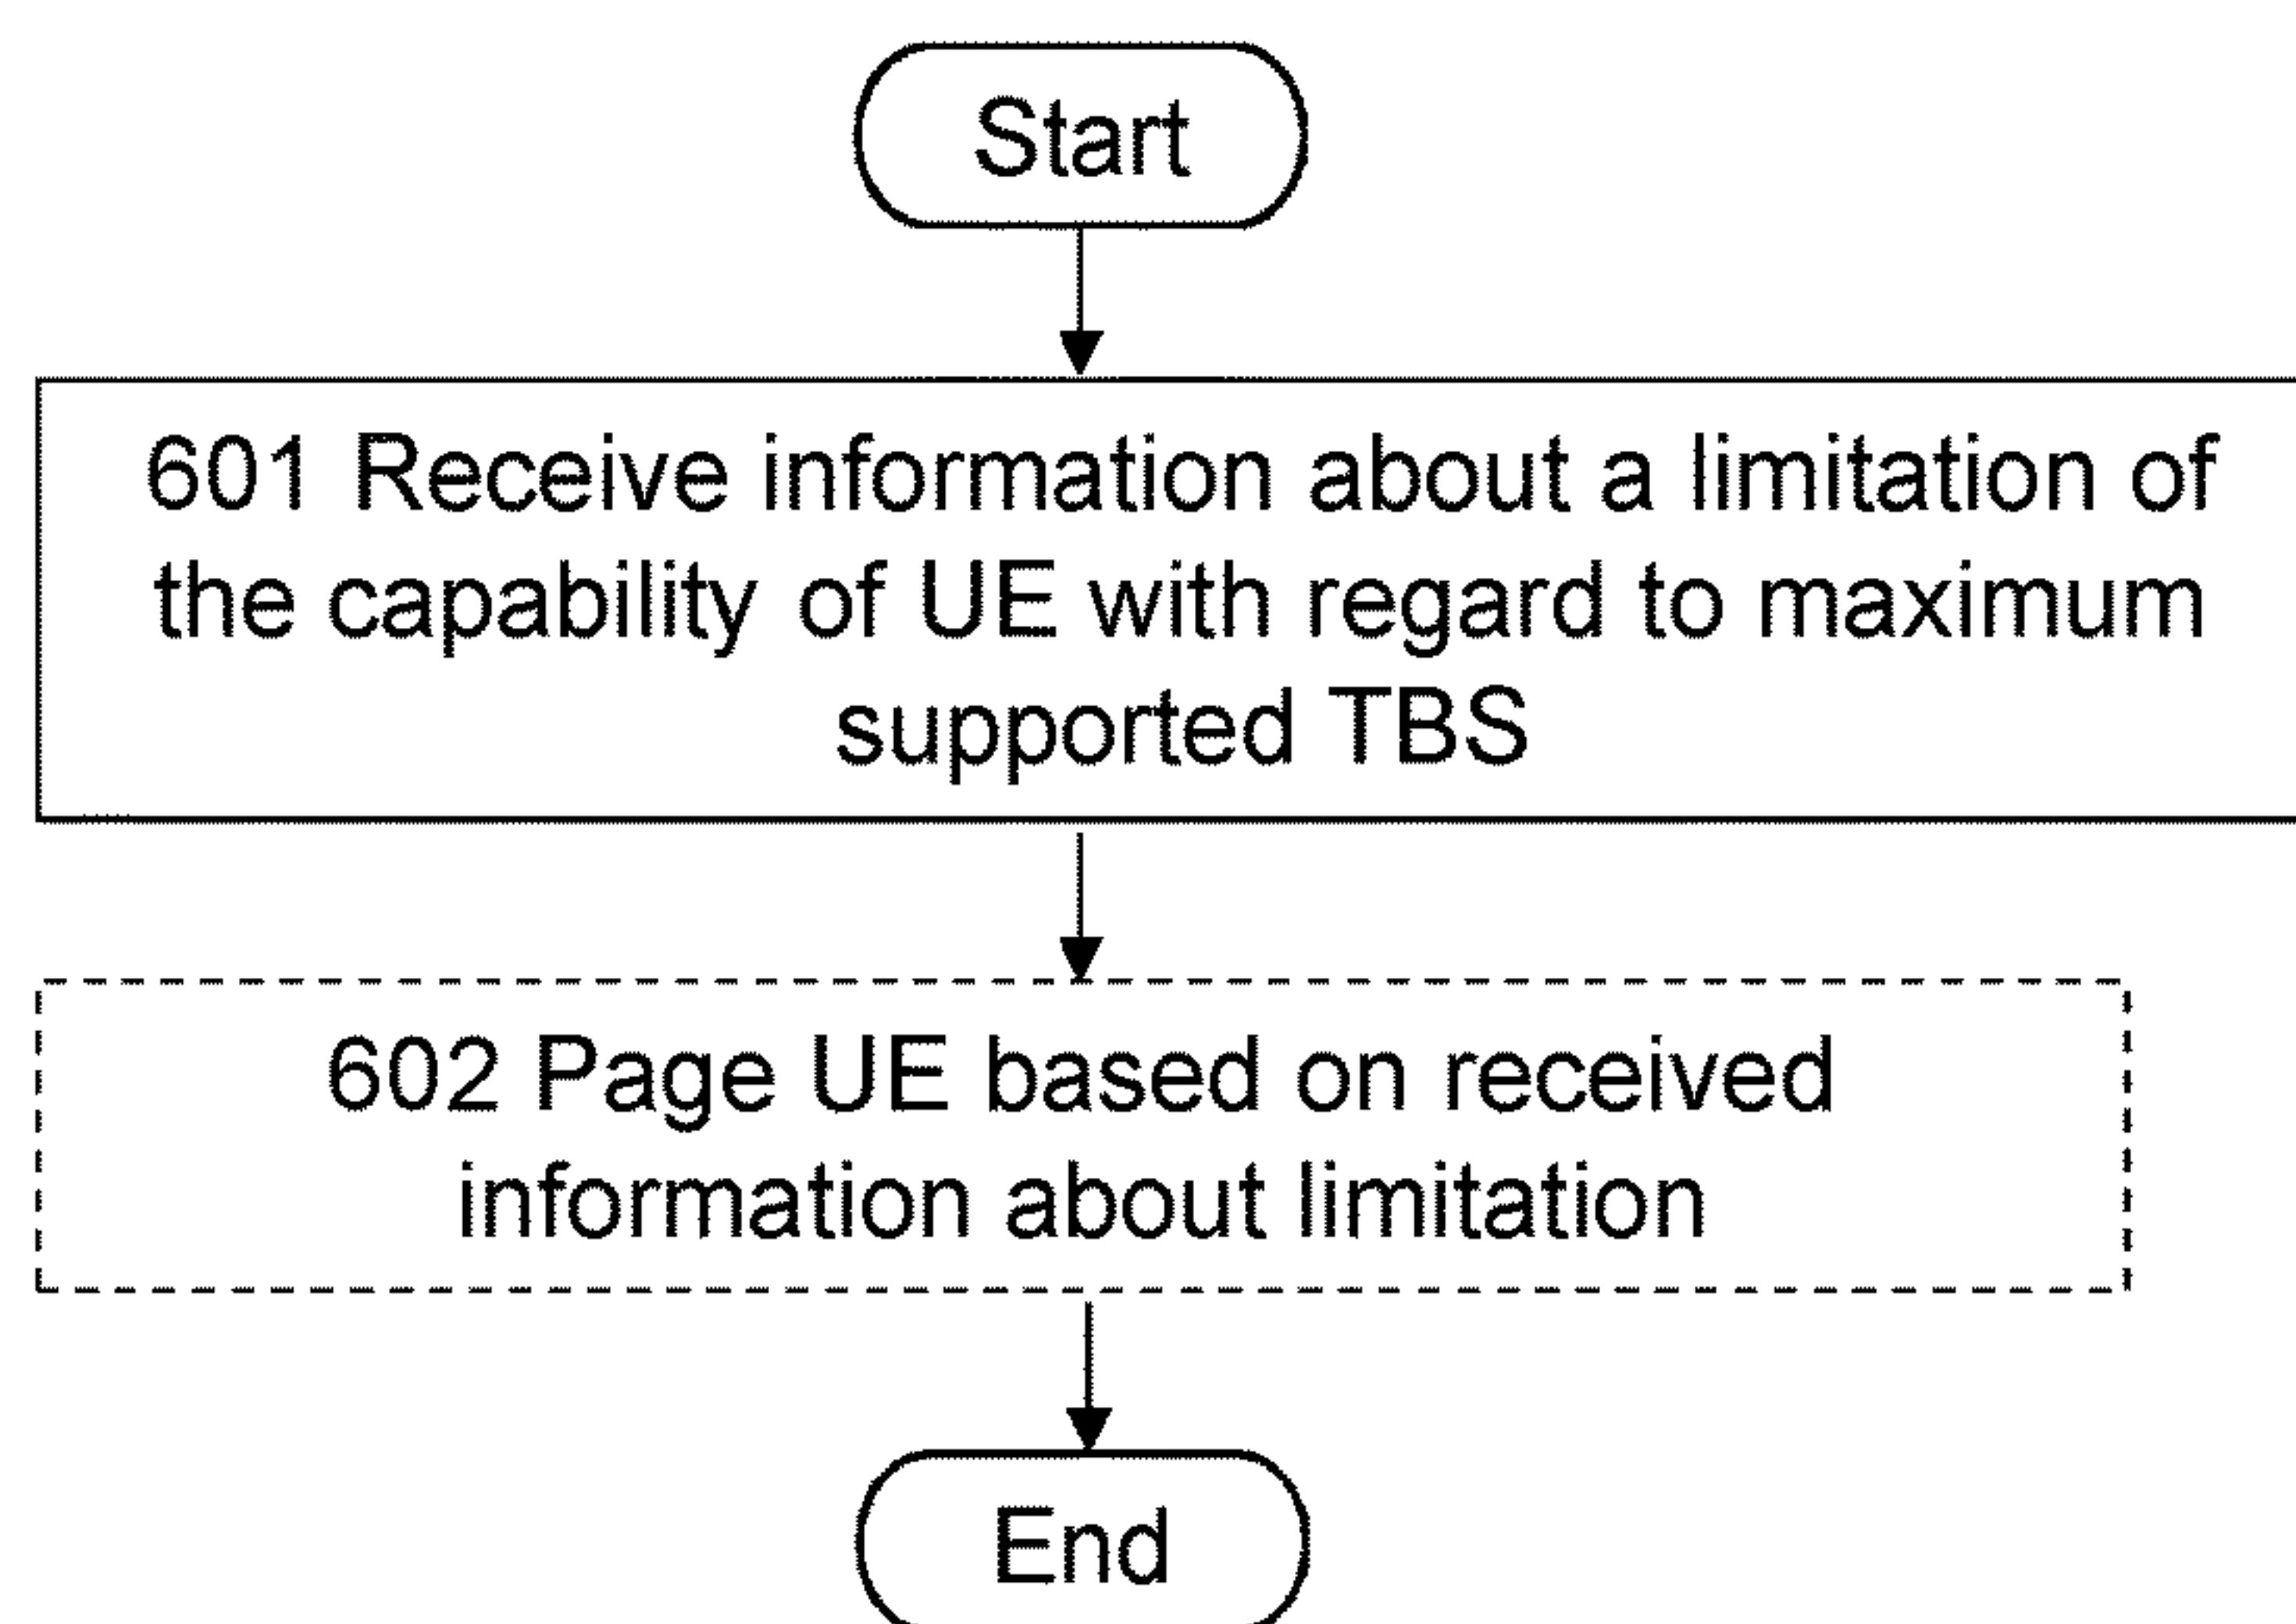 Start
601 Receive information about a limitation of
the capability of UE with regard to maximum
supported TBS
602 Page UE based on received
information about limitation
End